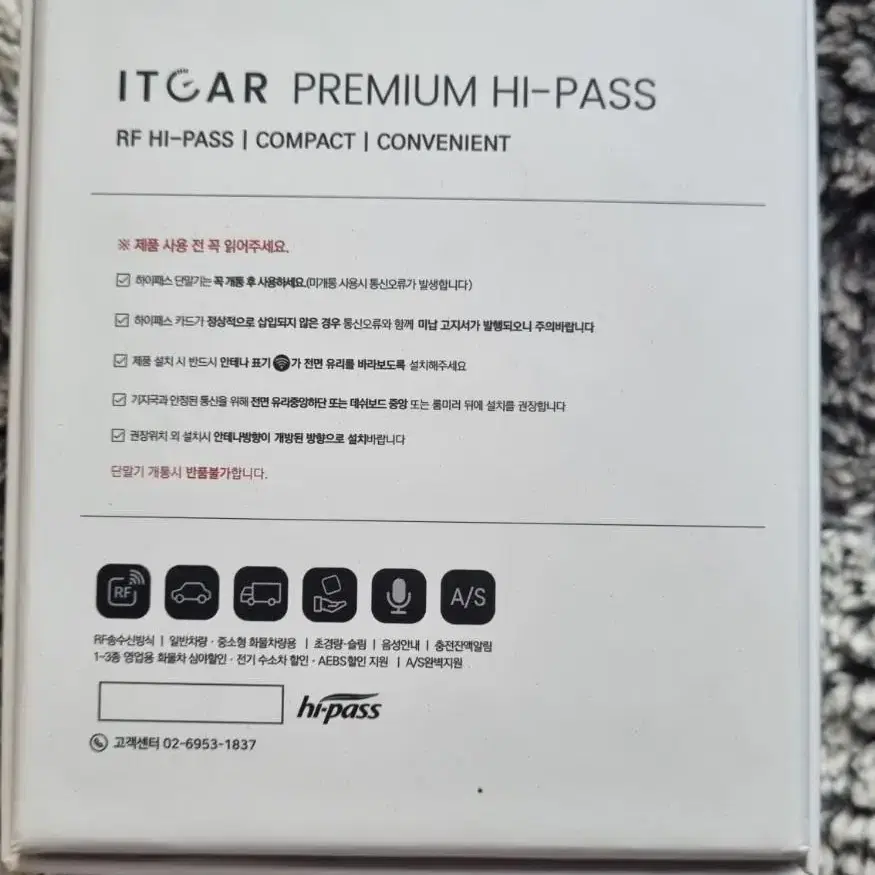 ITCAR PREMIUM HI-PASS
RF HI-PASS | COMPACT | CONVENIENT
※ 제품 사용 전 꼭 읽어주세요.
하이패스 단말기는 꼭 개통 후 사용하세요.(미개통 사용시 통신오류가 발생합니다)
하이패스 카드가 정상적으로 삽입되지 않은 경우 통신오류와 함께 미납 고지서가 발행되오니 주의바랍니다
제품 설치 시 반드시 안테나 표기 가 전면 유리를 바라보도록 설치해주세요
기지국과 안정된 통신을 위해 전면 유리중앙하단 또는 데쉬보드 중앙 또는 룸미러 뒤에 설치를 권장합니다
권장위치 외 설치시 안테나방향이 개방된 방향으로 설치바랍니다
단말기 개통시 반품불가합니다.
RF A/S
RF송수신방식 | 일반차량 · 중소형 화물차량용 | 초경량·슬림 | 음성안내 | 충전잔액알림
1-3종 영업용 화물차 심야할인 · 전기 수소차 할인 · AEBS할인 지원 | A/S완벽지원
hi-pass
고객센터 02-6953-1837